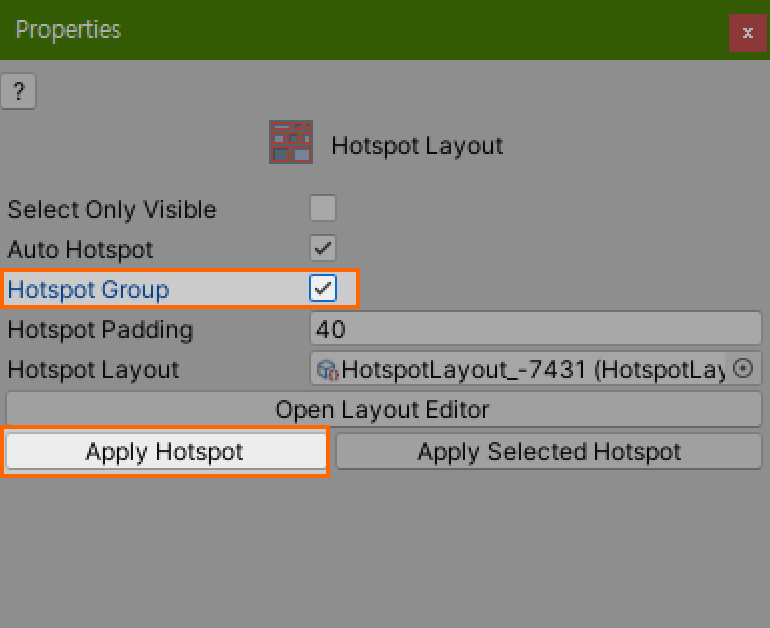 Properties
x
?
Hotspot Layout
Select Only Visible
Auto Hotspot
Hotspot Group
Hotspot Padding 40
Hotspot Layout HotspotLayout_-7431 (HotspotLay
Open Layout Editor
Apply Hotspot Apply Selected Hotspot